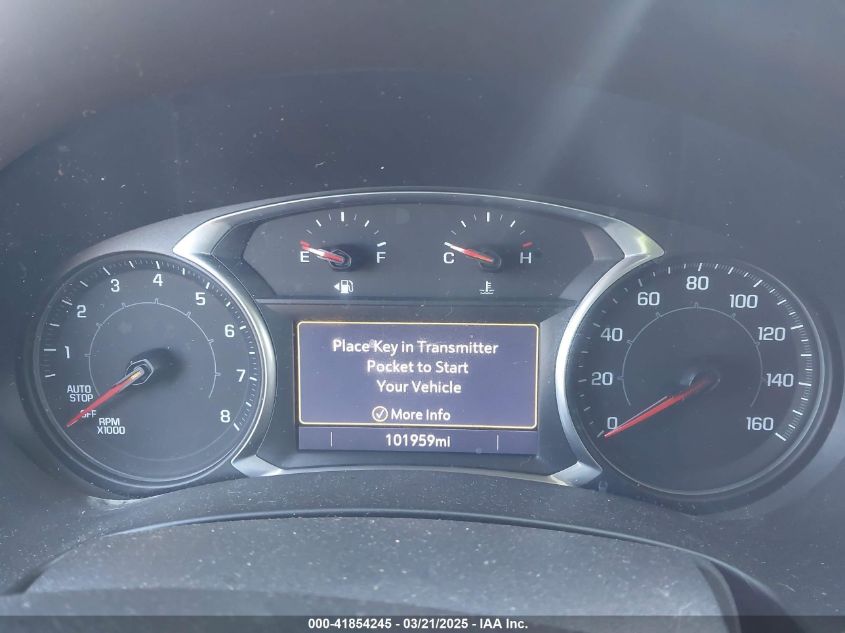 E F
C H
1
2
3
4
5
6
7
8
AUTO
STOP
OFF
RPM
X1000
Place Key in Transmitter
Pocket to Start
Your Vehicle
More Info
101959mi
0
20
40
60
80
100
120
140
160
000-41854245 - 03/21/2025 - IAA Inc.